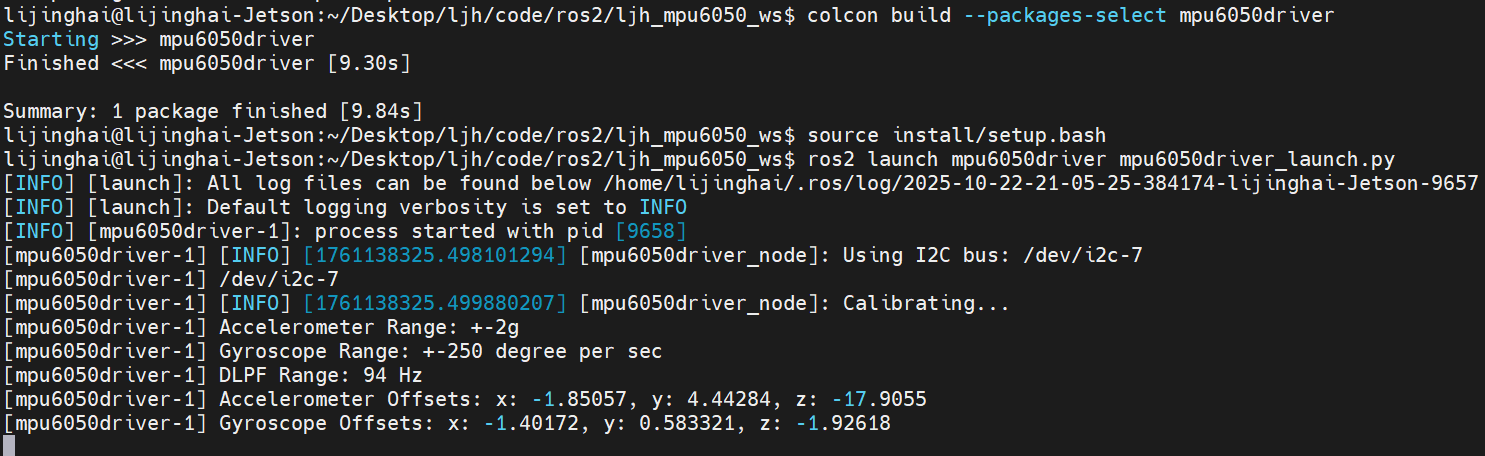 lijinghai@lijinghai-Jetson:~/Desktop/ljh/code/ros2/ljh_mpu6050_ws$ colcon build --packages-select mpu6050driver
Starting >>> mpu6050driver
Finished <<< mpu6050driver [9.30s]
Summary: 1 package finished [9.84s]
lijinghai@lijinghai-Jetson:~/Desktop/ljh/code/ros2/ljh_mpu6050_ws$ source install/setup.bash
lijinghai@lijinghai-Jetson:~/Desktop/ljh/code/ros2/ljh_mpu6050_ws$ ros2 launch mpu6050driver mpu6050driver_launch.py
[INFO] [launch]: All log files can be found below /home/lijinghai/.ros/log/2025-10-22-21-05-25-384174-lijinghai-Jetson-9657
[INFO] [launch]: Default logging verbosity is set to INFO
[INFO] [mpu6050driver-1]: process started with pid [9658]
[mpu6050driver-1] [INFO] [1761138325.498101294] [mpu6050driver_node]: Using I2C bus: /dev/i2c-7
[mpu6050driver-1] /dev/i2c-7
[mpu6050driver-1] [INFO] [1761138325.499880207] [mpu6050driver_node]: Calibrating...
[mpu6050driver-1] Accelerometer Range: +-2g
[mpu6050driver-1] Gyroscope Range: +-250 degree per sec
[mpu6050driver-1] DLPF Range: 94 Hz
[mpu6050driver-1] Accelerometer Offsets: x: -1.85057, y: 4.44284, z: -17.9055
[mpu6050driver-1] Gyroscope Offsets: x: -1.40172, y: 0.583321, z: -1.92618